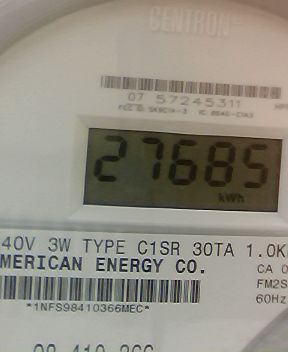 CENTRON®
07 57245311
27685
kWh
40V 3W TYPE C1SR 30TA 1.0K
MERICAN ENERGY CO.
CA 0
FM2S
60Hz
*1NFS98410366MEC*